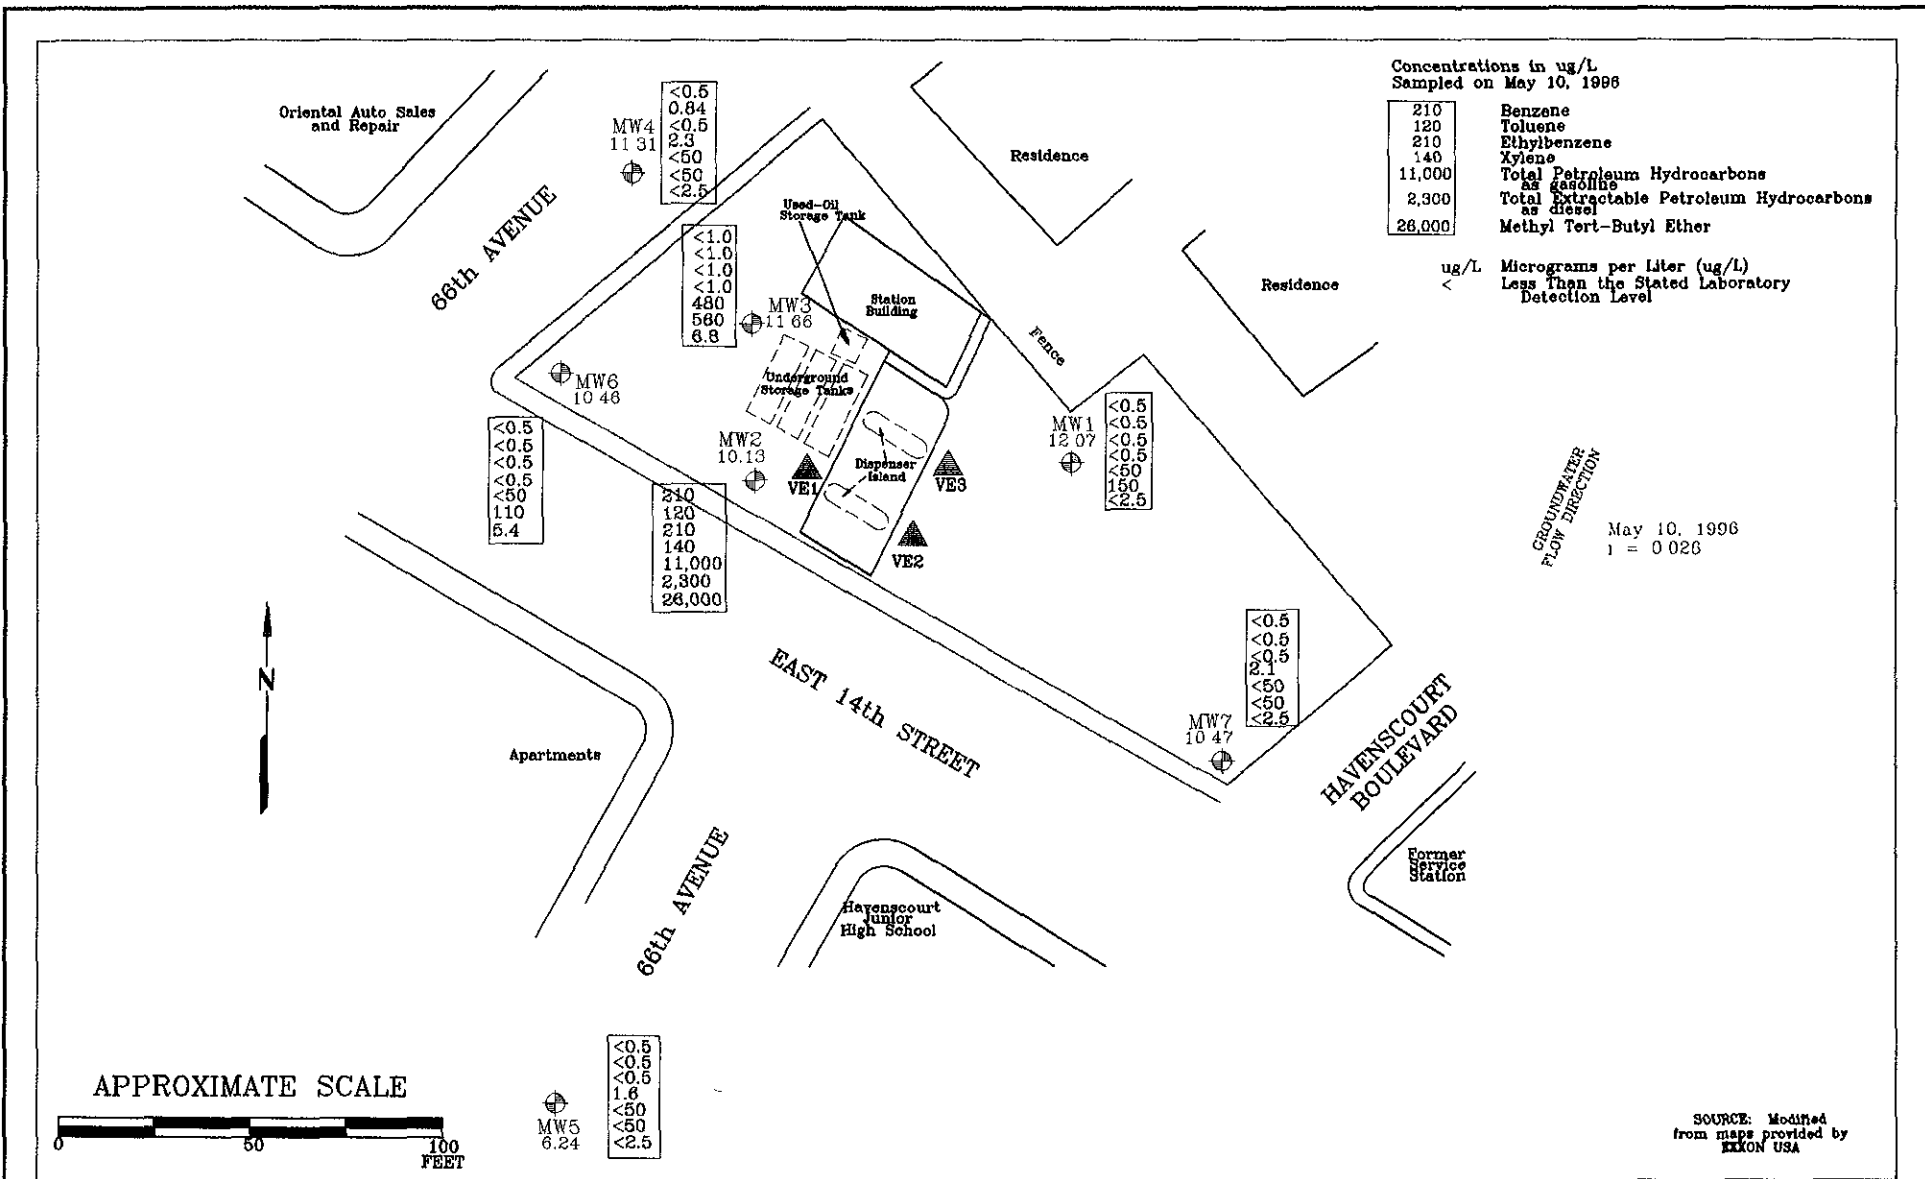 Concentrations in ug/L
Sampled on May 10, 1996
210 Benzene
120 Toluene
210 Ethylbenzene
140 Xylene
11,000 Total Petroleum Hydrocarbons
as gasoline
2,300 Total Extractable Petroleum Hydrocarbons
as diesel
26,000 Methyl Tert-Butyl Ether
ug/L Micrograms per Liter (ug/L)
< Less Than the Stated Laboratory
Detection Level
Oriental Auto Sales
and Repair
66th AVENUE
MW4
11 31
<0.5
0.84
<0.5
2.3
<50
<50
<2.5
Residence
Residence
Used-Oil
Storage Tank
Station
Building
Fence
<1.0
<1.0
<1.0
<1.0
480
560
6.8
MW3
11 66
Underground
Storage Tanks
MW6
10 46
<0.5
<0.5
<0.5
<0.5
<50
110
5.4
MW2
10.13
210
120
210
140
11,000
2,300
26,000
VE1
Dispenser
Island
VE3
VE2
MW1
12 07
<0.5
<0.5
<0.5
<0.5
<50
150
<2.5
GROUNDWATER
FLOW DIRECTION
May 10, 1996
i = 0 026
N
EAST 14th STREET
<0.5
<0.5
<0.5
2.1
<50
<50
<2.5
MW7
10 47
HAVENSCOURT
BOULEVARD
Apartments
66th AVENUE
Havenscourt
Junior
High School
Former
Service
Station
APPROXIMATE SCALE
0 50 100
FEET
MW5
6.24
<0.5
<0.5
<0.5
1.6
<50
<50
<2.5
SOURCE: Modified
from maps provided by
EXXON USA